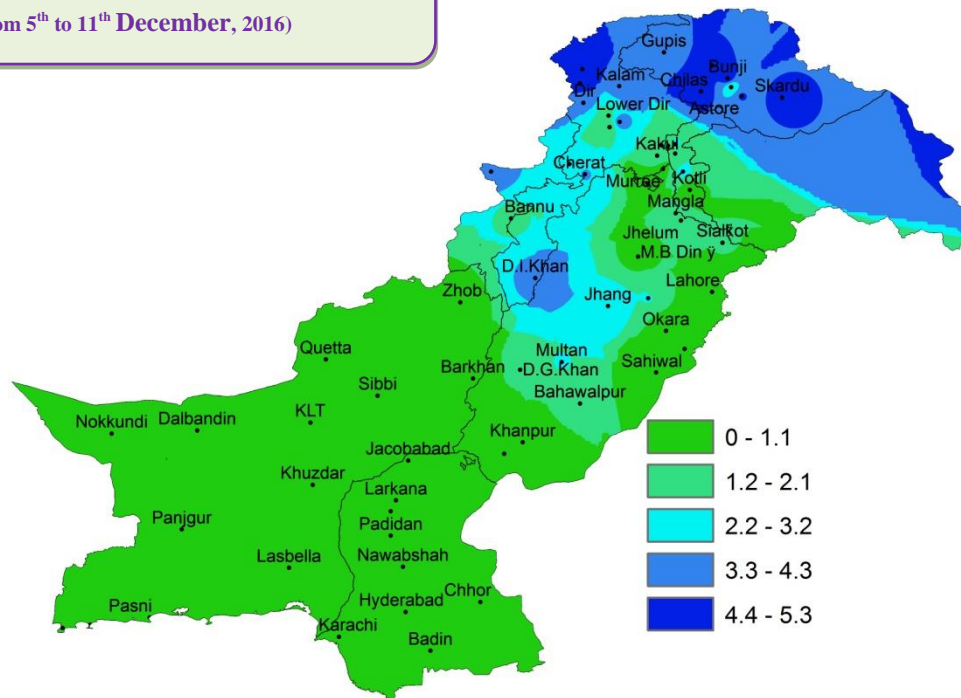 om 5th to 11th December, 2016)
Gupis
Kalam
Bunji
Chilas
Skardu
Dir
Lower Dir
Astore
Kakul
Cherat
Murree
Kotli
Bannu
Mangla
Jhelum
Sialkot
M.B Din ÿ
D.I.Khan
Lahore
Zhob
Jhang
Okara
Quetta
Multan
Sahiwal
Barkhan
D.G.Khan
Sibbi
Bahawalpur
Nokkundi
Dalbandin
KLT
Khanpur
0 - 1.1
Jacobabad
Khuzdar
1.2 - 2.1
Larkana
Panjgur
Padidan
2.2 - 3.2
Lasbella
Nawabshah
3.3 - 4.3
Chhor
Pasni
Hyderabad
4.4 - 5.3
Karachi
Badin